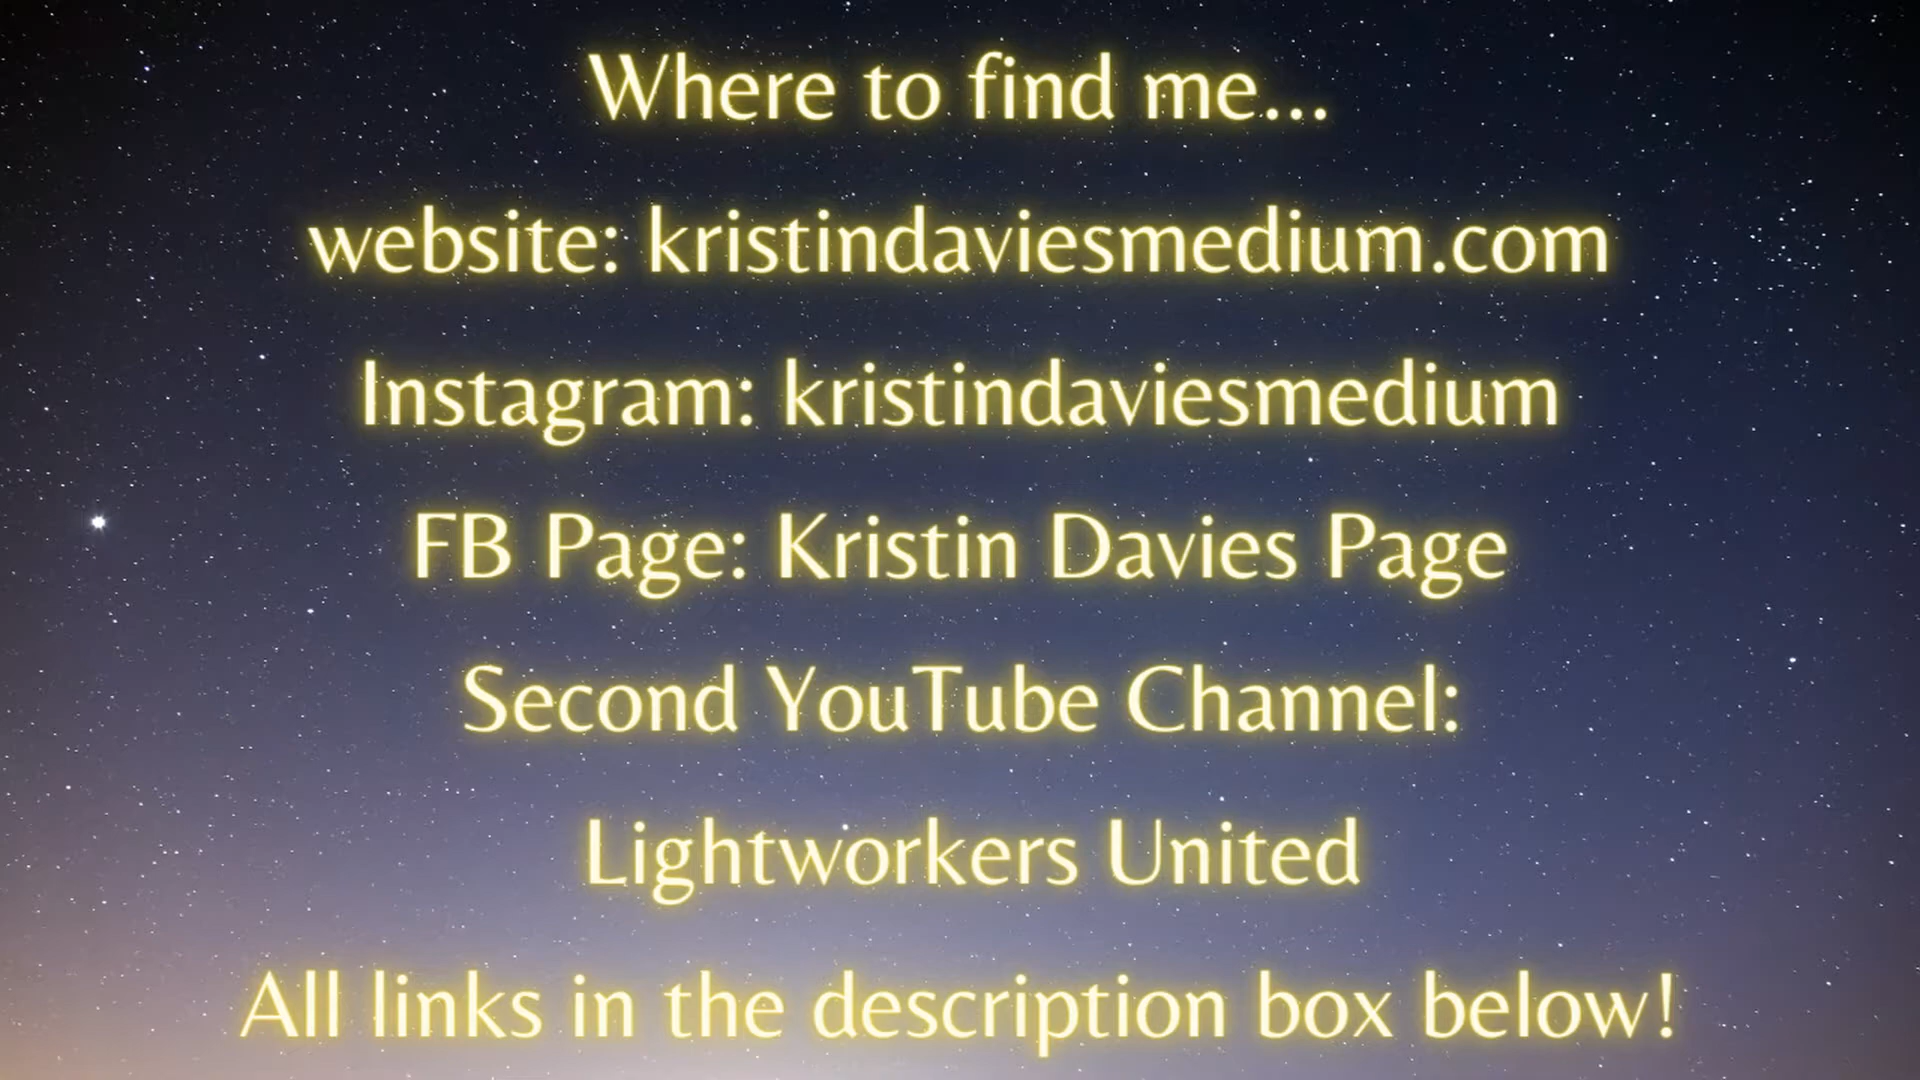 Where to find me...
website: kristindaviesmedium.com
Instagram: kristindaviesmedium
FB Page: Kristin Davies Page
Second YouTube Channel:
Lightworkers United
All links in the description box below!